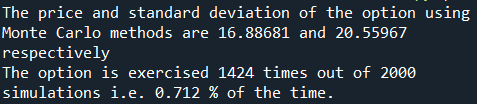 The price and standard deviation of the option using
Monte Carlo methods are 16.88681 and 20.55967
respectively
The option is exercised 1424 times out of 2000
simulations i.e. 0.712 % of the time.